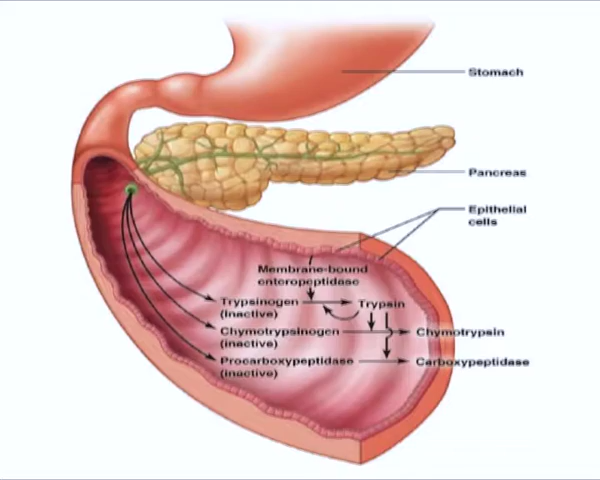 Stomach
Pancreas
Epithelial
cells
Membrane-bound
enteropeptidase
Trypsinogen
(inactive)
Trypsin
Chymotrypsinogen
(inactive)
Chymotrypsin
Procarboxypeptidase
(inactive)
Carboxypeptidase